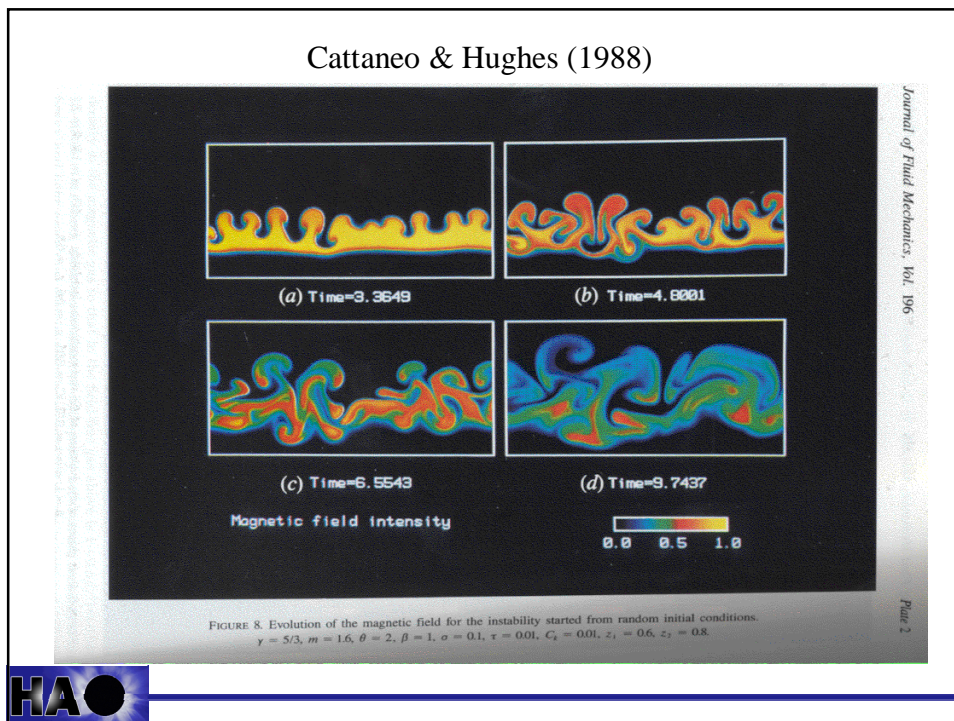 Cattaneo & Hughes (1988)
Journal of Fluid Mechanics, Vol. 196
(a) Time=3.3649
(b) Time=4.8001
(c) Time=6.5543
(d) Time=9.7437
Magnetic field intensity
0.0 0.5 1.0
Plate 2
FIGURE 8. Evolution of the magnetic field for the instability started from random initial conditions.
γ = 5/3, m = 1.6, θ = 2, β = 1, σ = 0.1, τ = 0.01, Cₖ = 0.01, z₁ = 0.6, z₂ = 0.8.
HAO